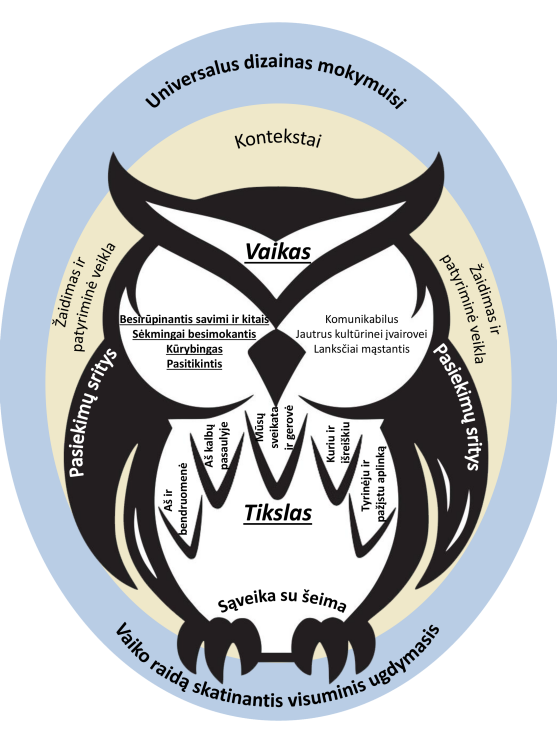 Universalus dizainas mokymuisi
Kontekstai
Vaikas
Žaidimas ir
patyriminė veikla
Žaidimas ir
patyriminė veikla
Besirūpinantis savimi ir kitais
Sėkmingai besimokantis
Kūrybingas
Pasitikintis
Komunikabilus
Jautrus kultūrinei įvairovei
Lanksčiai mąstantis
Pasiekimų sritys
Pasiekimų sritys
Aš ir
bendruomenė
Aš kalbų
pasaulyje
Mūsų
sveikata
ir gerovė
Kuriu ir
išreiškiu
Tyrinėju ir
pažįstu aplinką
Tikslas
Sąveika su šeima
Vaiko raidą skatinantis visuminis ugdymasis